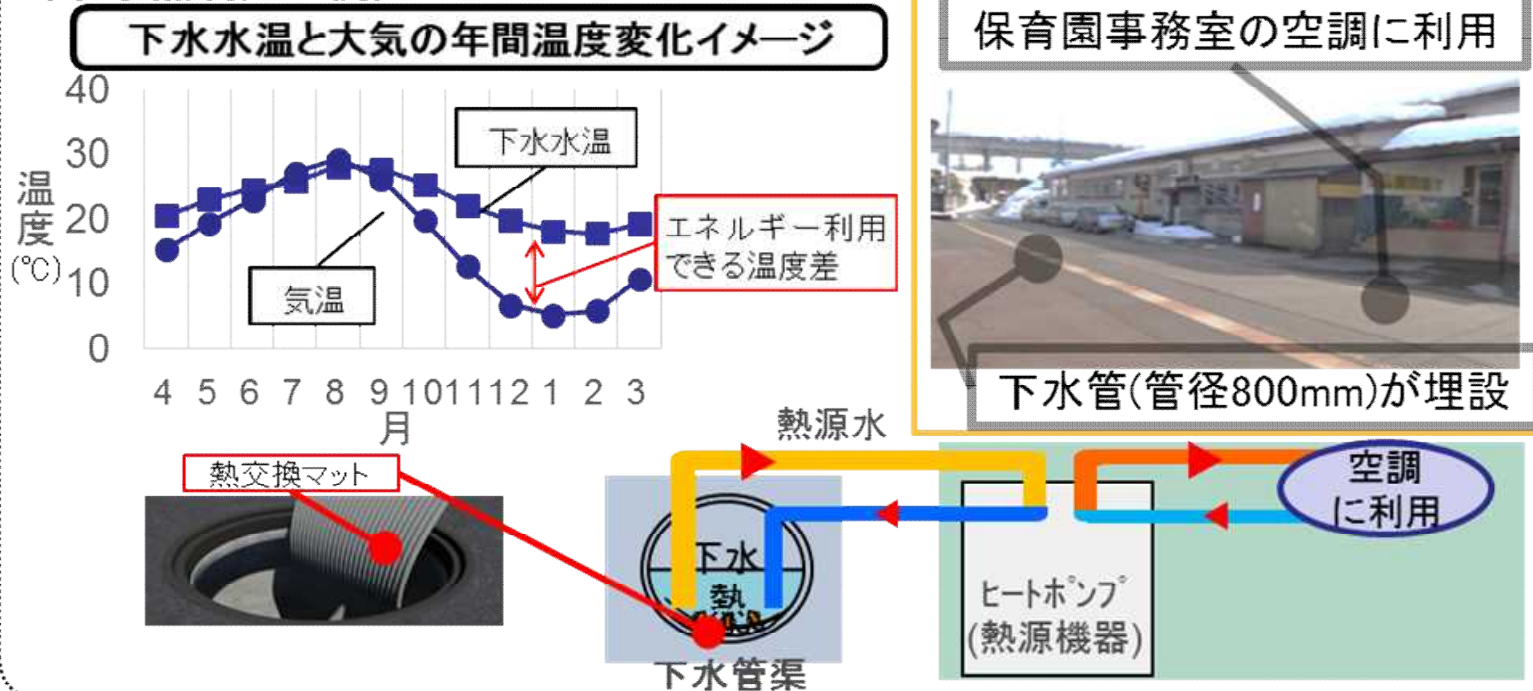 下水水温と大気の年間温度変化イメージ
40
30
20
10
0
温度
(℃)
下水水温
気温
エネルギー利用
できる温度差
4 5 6 7 8 9 10 11 12 1 2 3
月
保育園事務室の空調に利用
下水管(管径800mm)が埋設
熱交換マット
熱源水
下水
熱
下水管渠
ヒートポンプ
(熱源機器)
空調
に利用